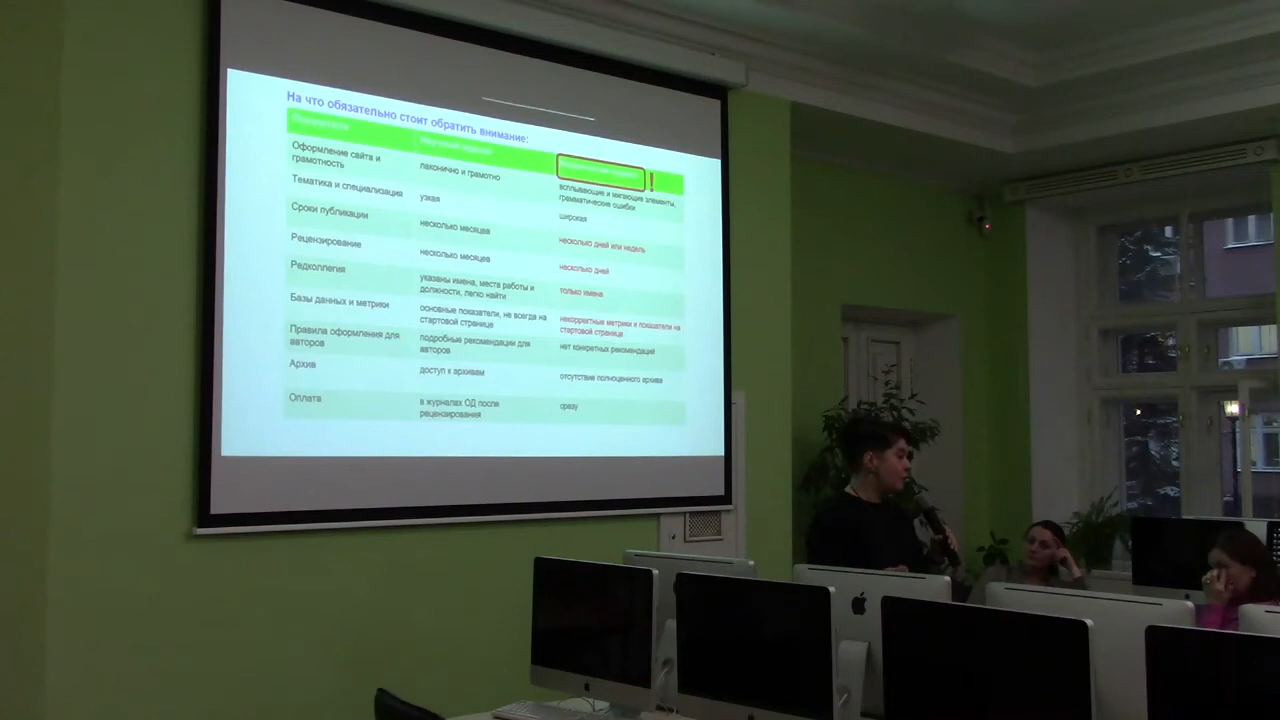 На что обязательно стоит обратить внимание:
!
Оформление сайта и
грамотность
лаконично и грамотно
всплывающие и мигающие элементы,
грамматические ошибки
Тематика и специализация
узкая
широкая
Сроки публикации
несколько месяцев
несколько дней или недель
Рецензирование
несколько месяцев
несколько дней
Редколлегия
указаны имена, места работы и
должности, легко найти
только имена
Базы данных и метрики
основные показатели, не всегда на
стартовой странице
некорректные метрики и показатели на
стартовой странице
Правила оформления для
авторов
подробные рекомендации для
авторов
нет конкретных рекомендаций
Архив
доступ к архивам
отсутствие полноценного архива
Оплата
в журналах ОД после
рецензирования
сразу